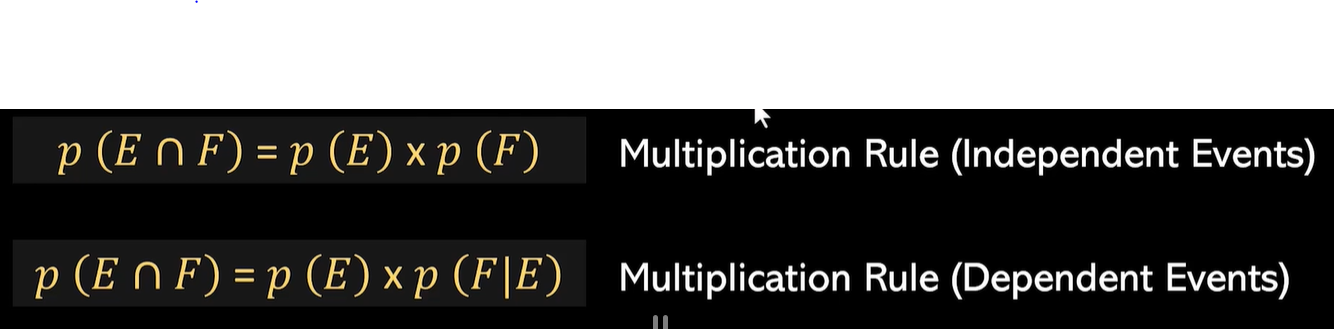 p (E ∩ F) = p (E) x p (F) Multiplication Rule (Independent Events)
p (E ∩ F) = p (E) x p (F|E) Multiplication Rule (Dependent Events)